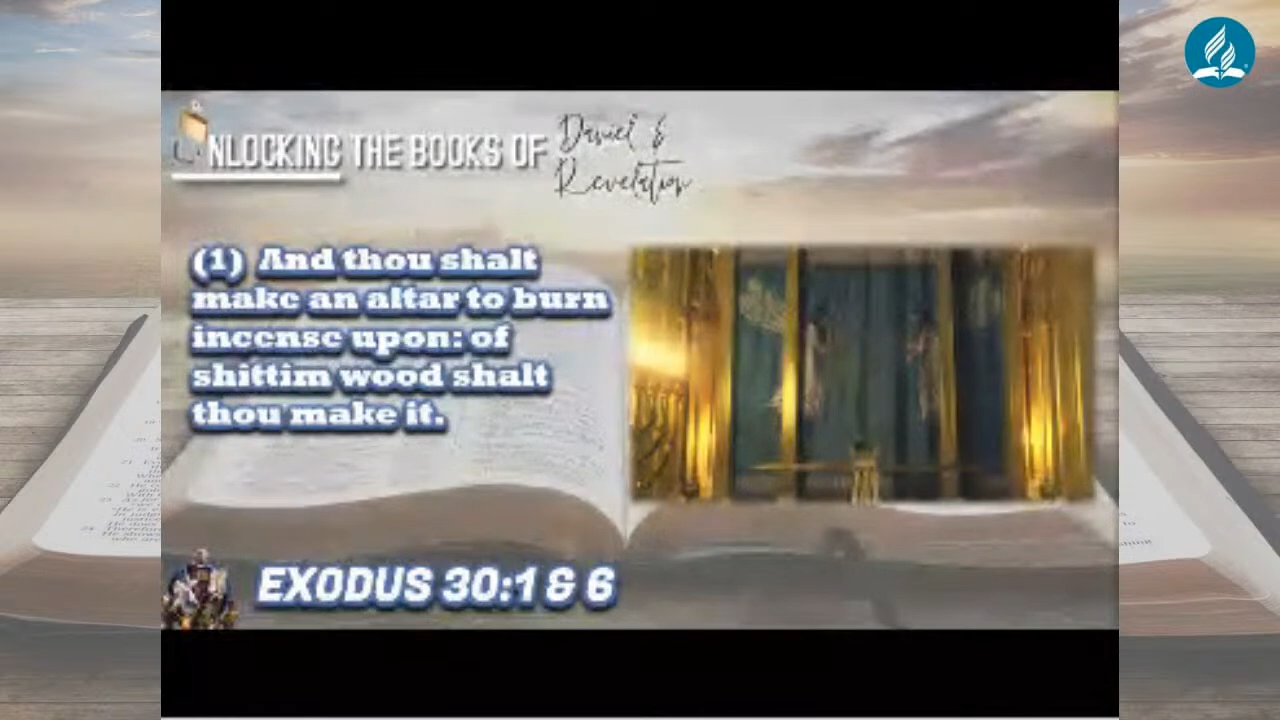 NLOCKING THE BOOKS OF Daniel &
Revelation
(1) And thou shalt
make an altar to burn
incense upon: of
shittim wood shalt
thou make it.
EXODUS 30:1 & 6